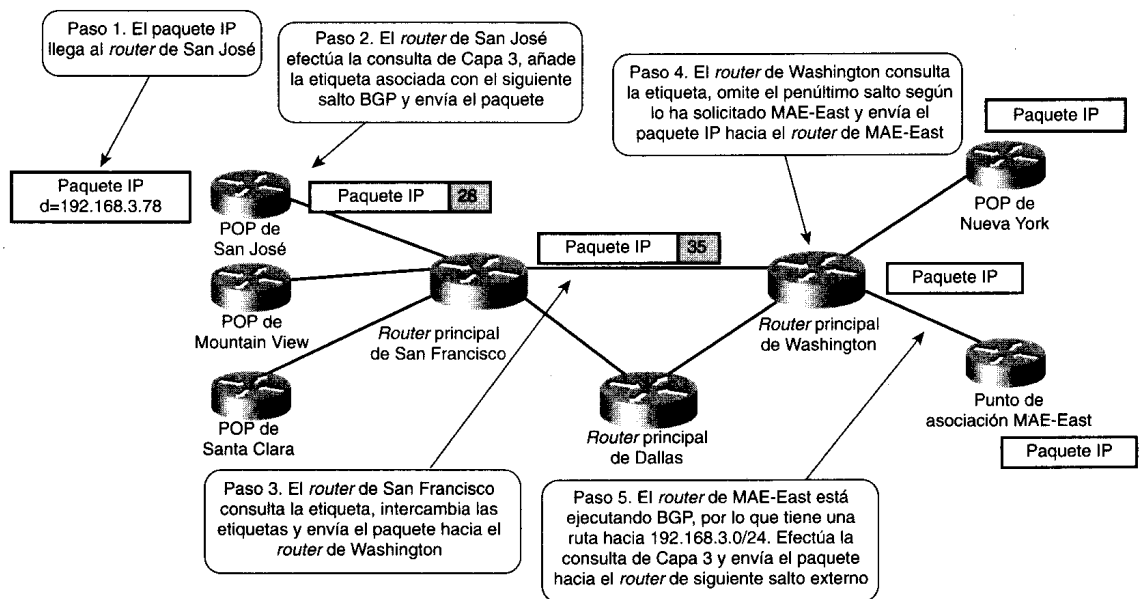 Paso 1. El paquete IP
llega al router de San José
Paso 2. El router de San José
efectúa la consulta de Capa 3, añade
la etiqueta asociada con el siguiente
salto BGP y envía el paquete
Paso 4. El router de Washington consulta
la etiqueta, omite el penúltimo salto según
lo ha solicitado MAE-East y envía el
paquete IP hacia el router de MAE-East
Paquete IP
Paquete IP
d=192.168.3.78
Paquete IP 28
POP de
San José
Paquete IP 35
POP de
Nueva York
Paquete IP
POP de
Mountain View
Router principal
de San Francisco
Router principal
de Washington
POP de
Santa Clara
Router principal
de Dallas
Punto de
asociación MAE-East
Paquete IP
Paso 3. El router de San Francisco
consulta la etiqueta, intercambia las
etiquetas y envía el paquete hacia el
router de Washington
Paso 5. El router de MAE-East está
ejecutando BGP, por lo que tiene una
ruta hacia 192.168.3.0/24. Efectúa la
consulta de Capa 3 y envía el paquete
hacia el router de siguiente salto externo